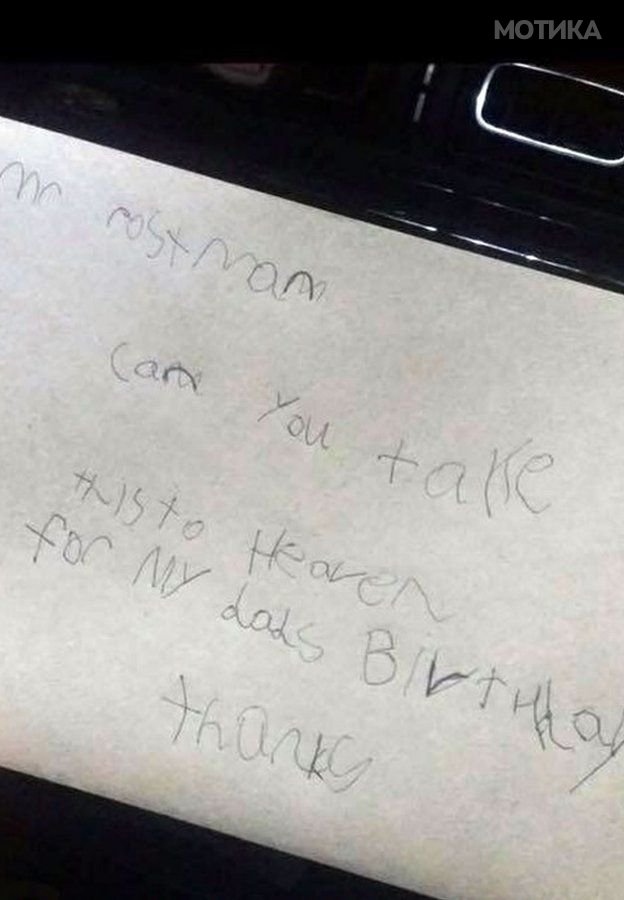 МОТИКА
Mr Postman
Can You take
this to Heaven
for My dads Birthday
thanks